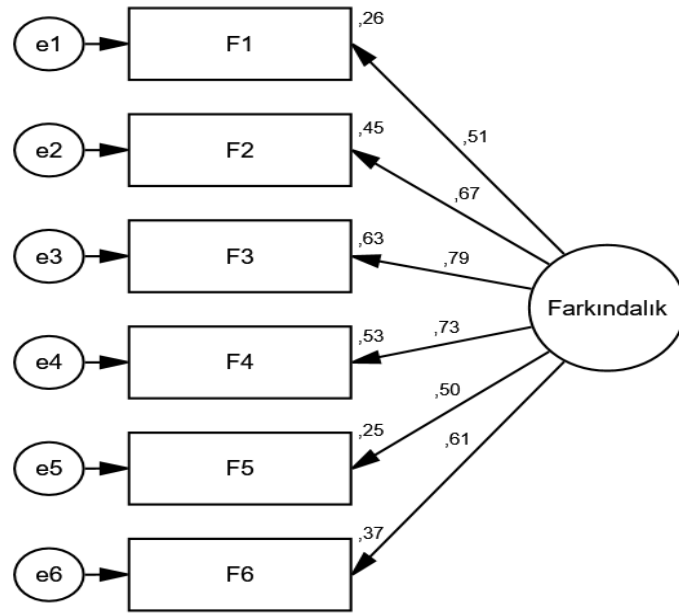 ,26
e1
F1
,51
,45
e2
F2
,67
,63
e3
F3
,79
Farkındalık
,53
,73
e4
F4
,50
,25
,61
e5
F5
,37
e6
F6